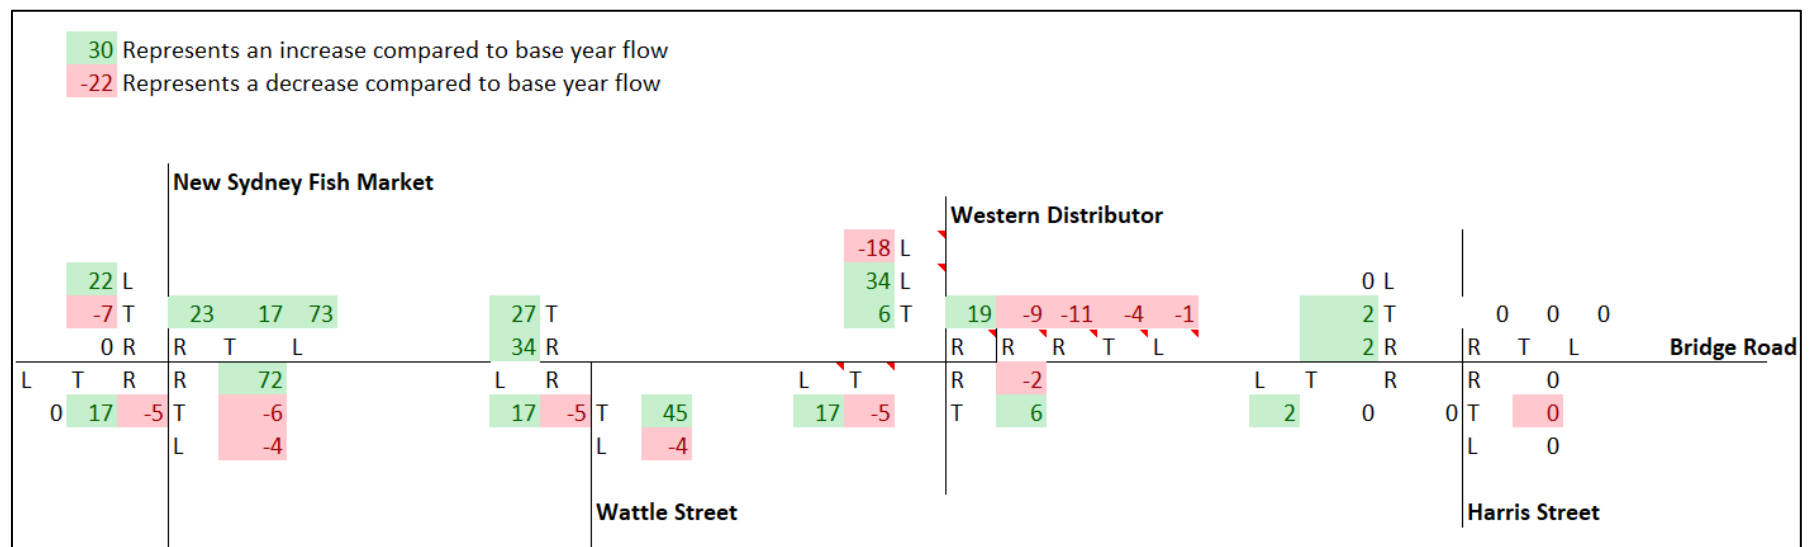 30 Represents an increase compared to base year flow
-22 Represents a decrease compared to base year flow
New Sydney Fish Market
Western Distributor
-18 L
22 L 34 L 0 L
-7 T 23 17 73 27 T 6 T 19 -9 -11 -4 -1 2 T 0 0 0
0 R R T L 34 R R R R T L 2 R R T L Bridge Road
L T R R 72 L R L T R -2 L T R R 0
0 17 -5 T -6 17 -5 T 45 17 -5 T 6 2 0 0 T 0
L -4 L -4 L 0
Wattle Street Harris Street